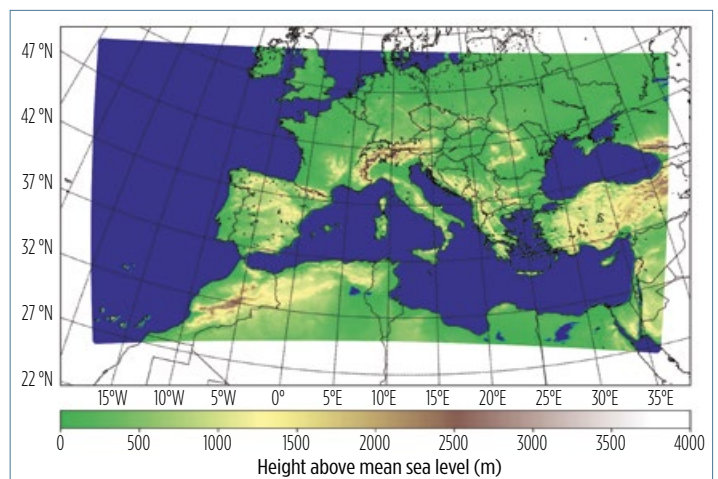 47 °N
42 °N
37 °N
32 °N
27 °N
22 °N
15°W 10°W 5°W 0° 5°E 10°E 15°E 20°E 25°E 30°E 35°E
0 500 1000 1500 2000 2500 3000 3500 4000
Height above mean sea level (m)